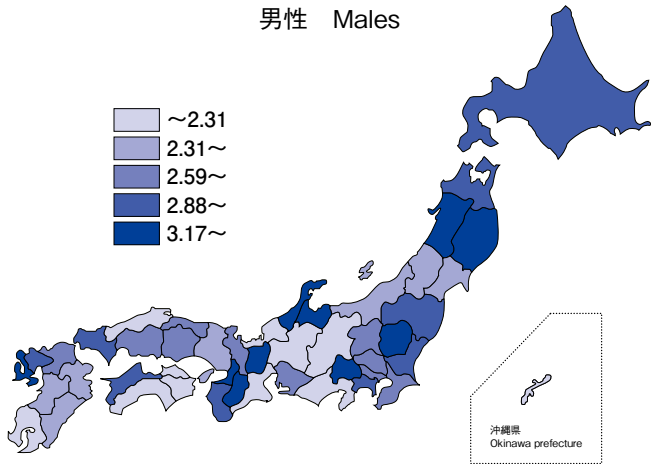 男性　Males
～2.31
2.31～
2.59～
2.88～
3.17～
沖縄県
Okinawa prefecture